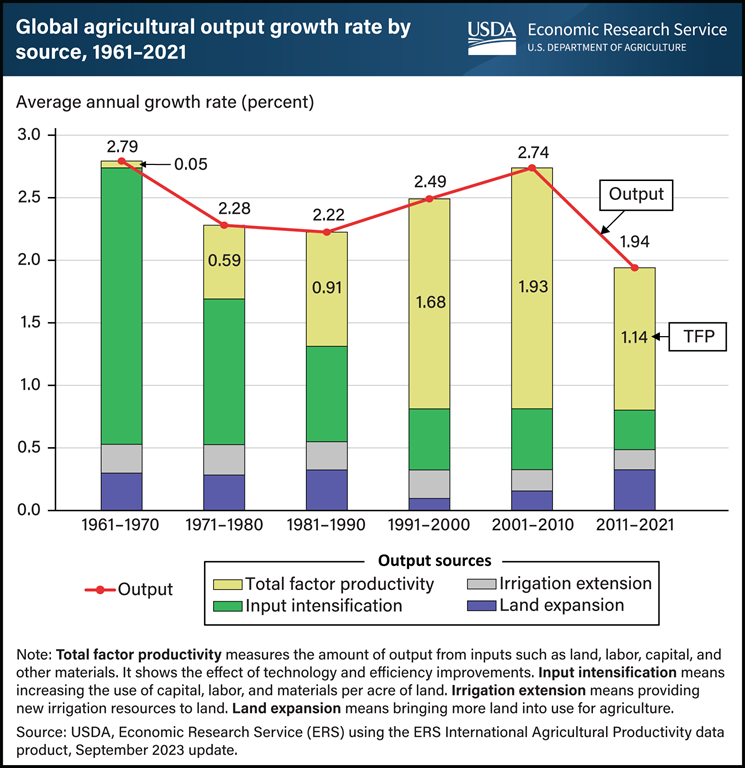 Global agricultural output growth rate by
source, 1961–2021
USDA
Economic Research Service
U.S. DEPARTMENT OF AGRICULTURE
Average annual growth rate (percent)
3.0
2.5
2.0
1.5
1.0
0.5
0.0
2.79
0.05
2.28
0.59
2.22
0.91
2.49
1.68
2.74
1.93
Output
1.94
1.14
TFP
1961–1970
1971–1980
1981–1990
1991–2000
2001–2010
2011–2021
Output
Output sources
Total factor productivity
Irrigation extension
Input intensification
Land expansion
Note: Total factor productivity measures the amount of output from inputs such as land, labor, capital, and
other materials. It shows the effect of technology and efficiency improvements. Input intensification means
increasing the use of capital, labor, and materials per acre of land. Irrigation extension means providing
new irrigation resources to land. Land expansion means bringing more land into use for agriculture.
Source: USDA, Economic Research Service (ERS) using the ERS International Agricultural Productivity data
product, September 2023 update.